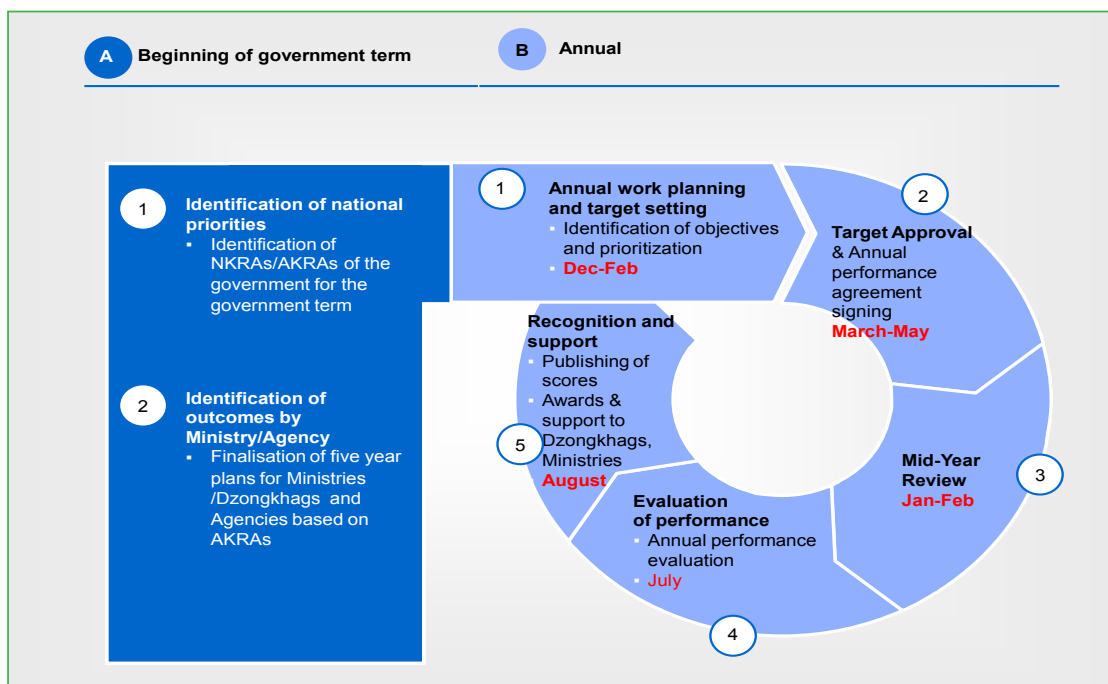 A
Beginning of government term
B
Annual
1
Identification of national
priorities
▪ Identification of
NKRAs/AKRAs of the
government for the
government term
2
Identification of
outcomes by
Ministry/Agency
▪ Finalisation of five year
plans for Ministries
/Dzongkhags and
Agencies based on
AKRAs
1
Annual work planning
and target setting
▪ Identification of objectives
and prioritization
▪ Dec-Feb
2
Target Approval
& Annual
performance
agreement
signing
March-May
3
Mid-Year
Review
Jan-Feb
4
Evaluation
of performance
▪ Annual performance
evaluation
▪ July
5
Recognition and
support
▪ Publishing of
scores
▪ Awards &
support to
Dzongkhags,
Ministries
▪ August